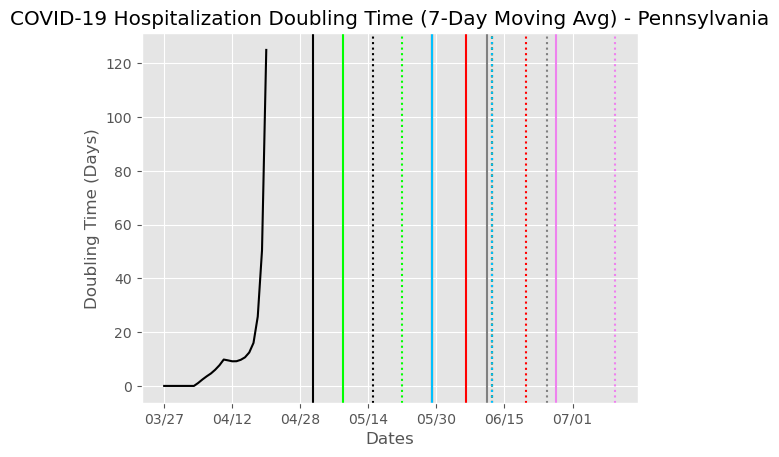 COVID-19 Hospitalization Doubling Time (7-Day Moving Avg) - Pennsylvania
120
100
80
60
40
20
0
Doubling Time (Days)
03/27 04/12 04/28 05/14 05/30 06/15 07/01
Dates